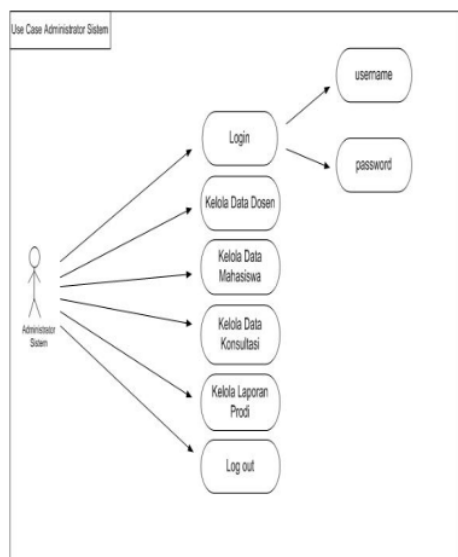 Use Case Administrator Sistem
username
Login
password
Kelola Data Dosen
Kelola Data
Mahasiswa
Administrator
Sistem
Kelola Data
Konsultasi
Kelola Laporan
Prodi
Log out